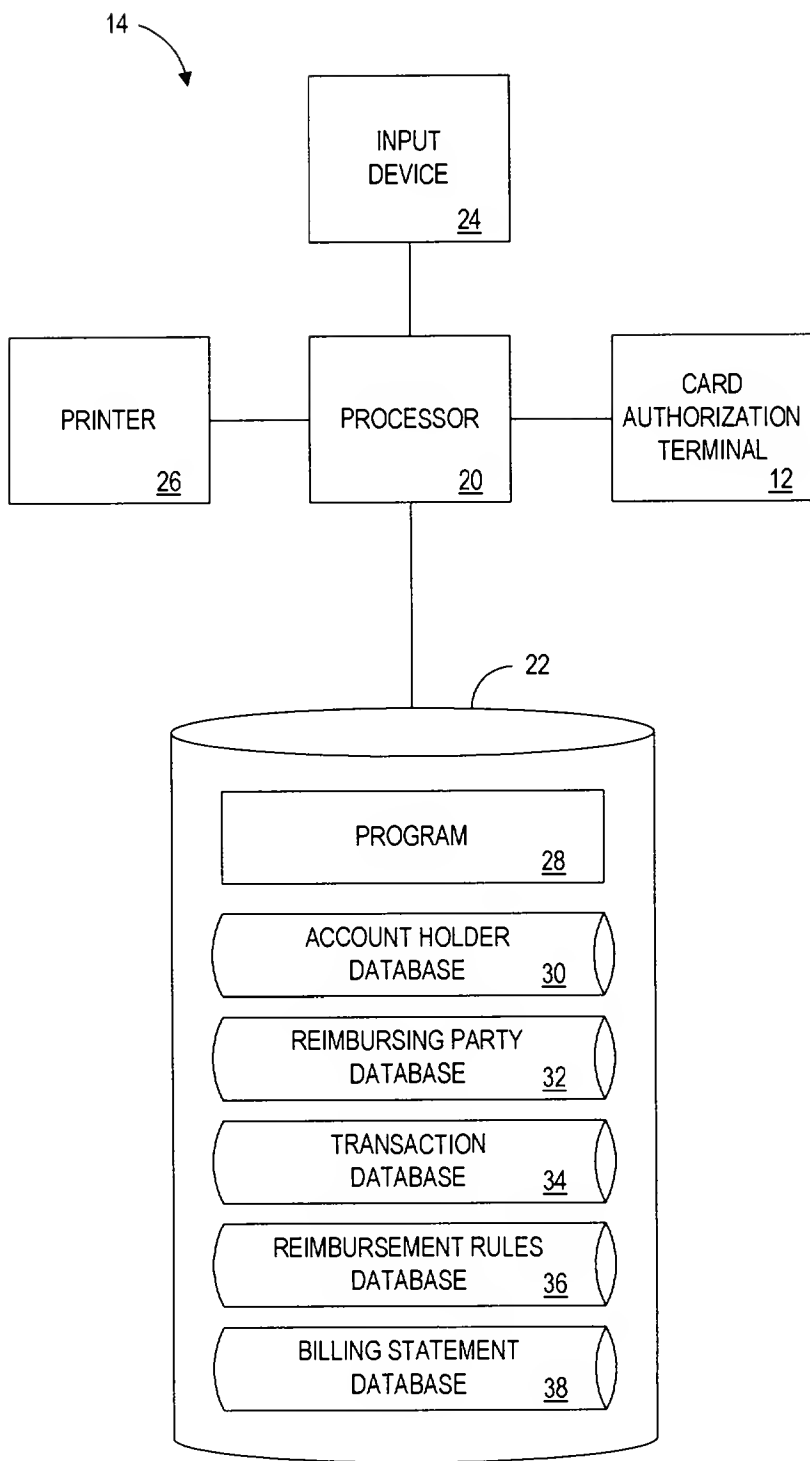 14
INPUT
DEVICE
24
PRINTER
26
PROCESSOR
20
CARD
AUTHORIZATION
TERMINAL
12
22
PROGRAM
28
ACCOUNT HOLDER
DATABASE
30
REIMBURSING PARTY
DATABASE
32
TRANSACTION
DATABASE
34
REIMBURSEMENT RULES
DATABASE
36
BILLING STATEMENT
DATABASE
38